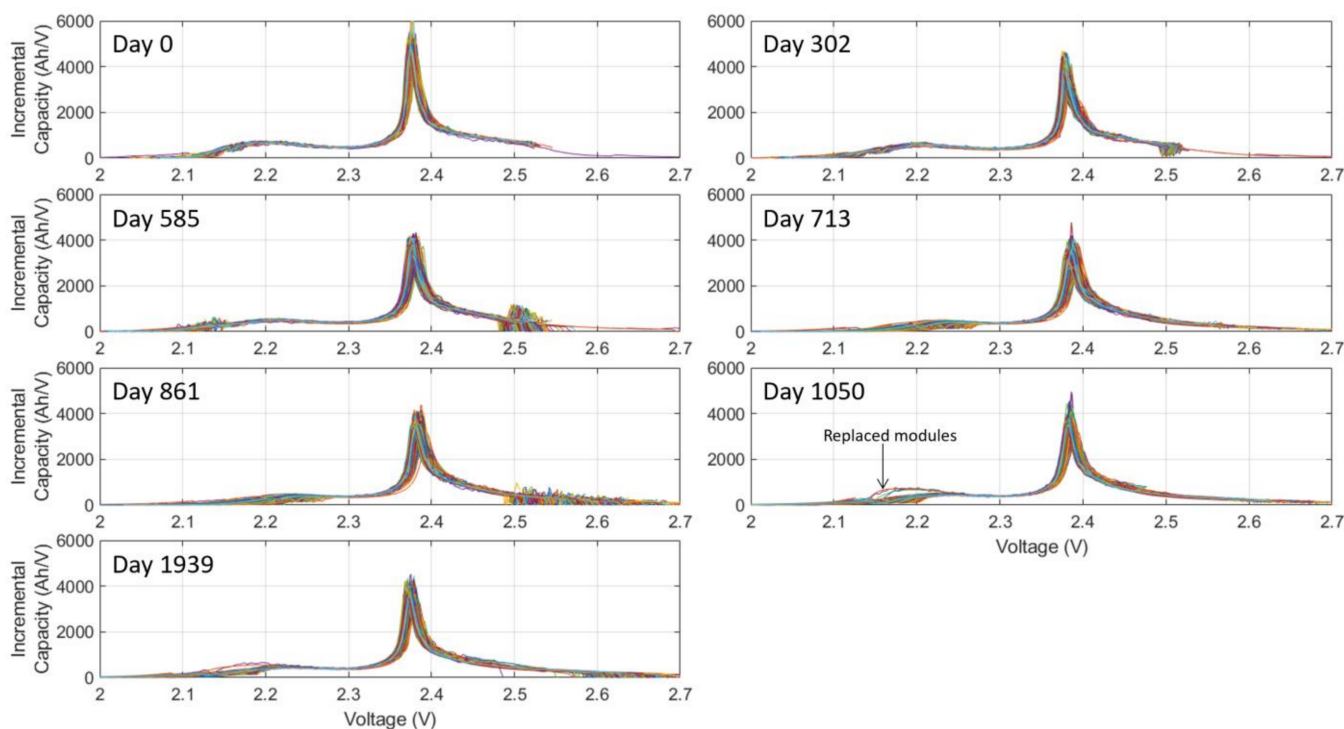 Incremental
Capacity (Ah/V)
6000
4000
2000
0
Day 0
2 2.1 2.2 2.3 2.4 2.5 2.6 2.7
6000
4000
2000
0
Day 302
2 2.1 2.2 2.3 2.4 2.5 2.6 2.7
Incremental
Capacity (Ah/V)
6000
4000
2000
0
Day 585
2 2.1 2.2 2.3 2.4 2.5 2.6 2.7
6000
4000
2000
0
Day 713
2 2.1 2.2 2.3 2.4 2.5 2.6 2.7
Incremental
Capacity (Ah/V)
6000
4000
2000
0
Day 861
2 2.1 2.2 2.3 2.4 2.5 2.6 2.7
6000
4000
2000
0
Day 1050
Replaced modules
2 2.1 2.2 2.3 2.4 2.5 2.6 2.7
Voltage (V)
Incremental
Capacity (Ah/V)
6000
4000
2000
0
Day 1939
2 2.1 2.2 2.3 2.4 2.5 2.6 2.7
Voltage (V)